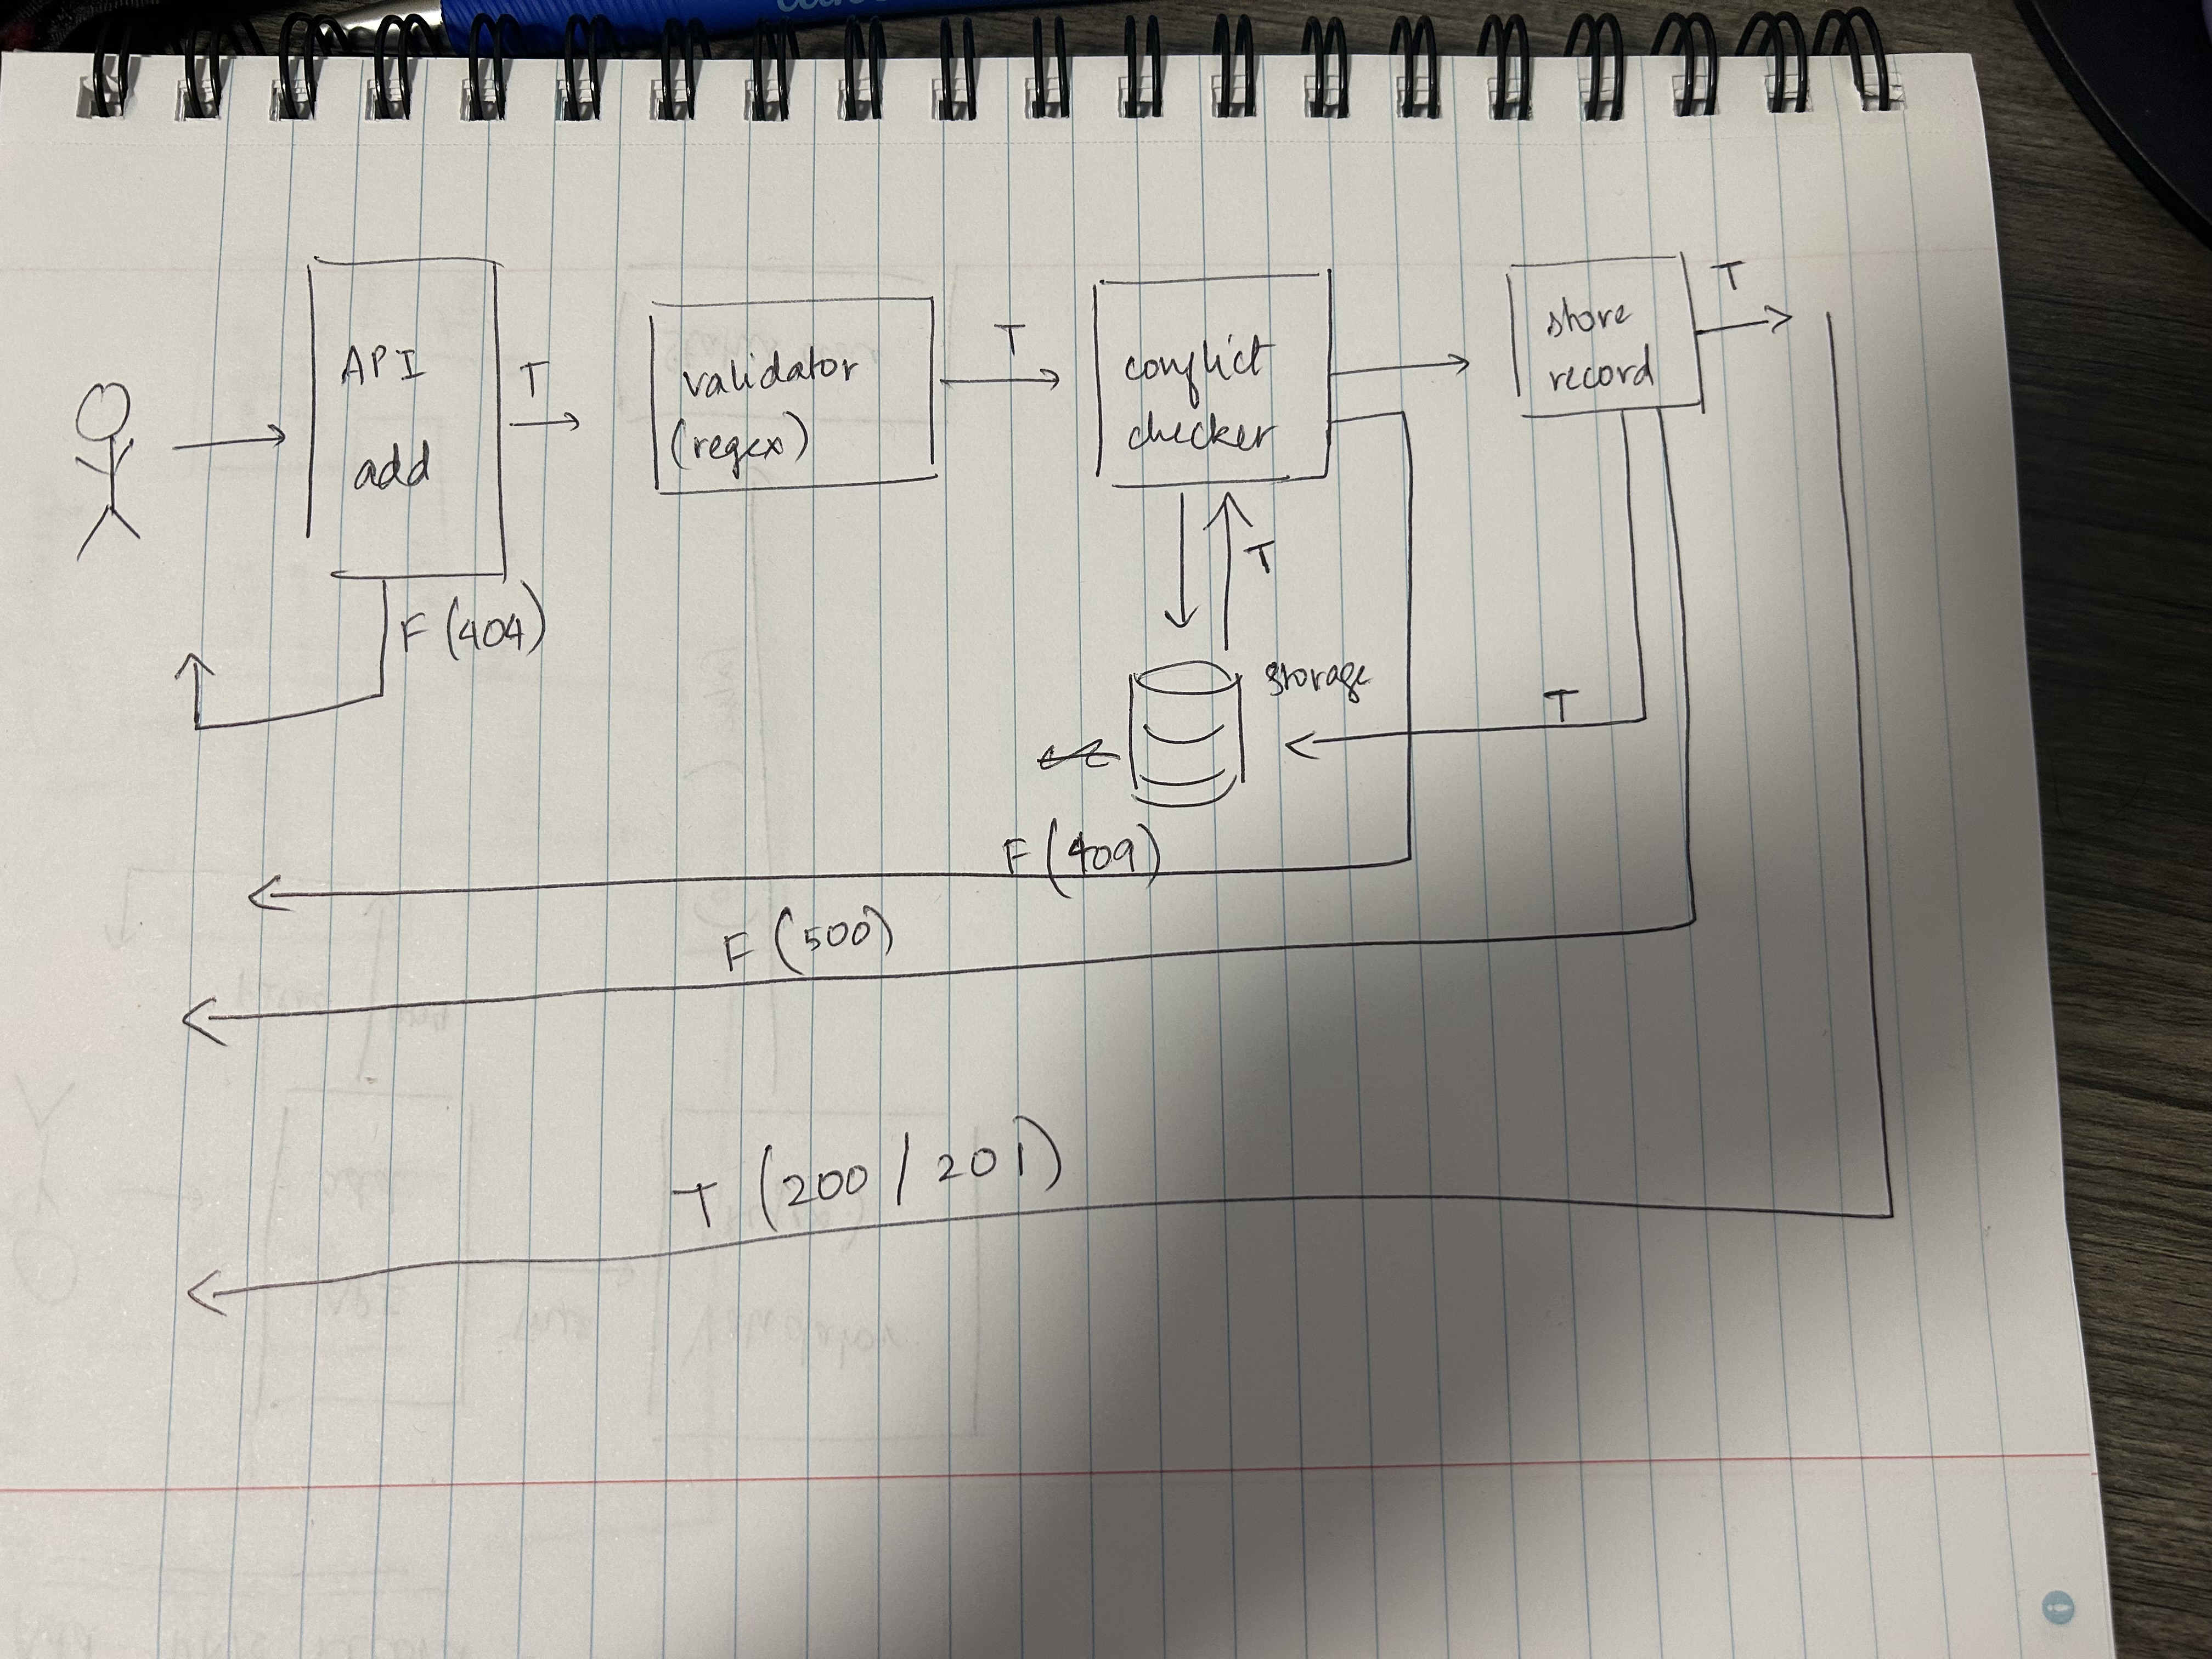 API
add
T
F (404)
validator
(regex)
T
conflict
checker
T
storage
F (409)
store
record
T
T
F (500)
T (200 / 201)